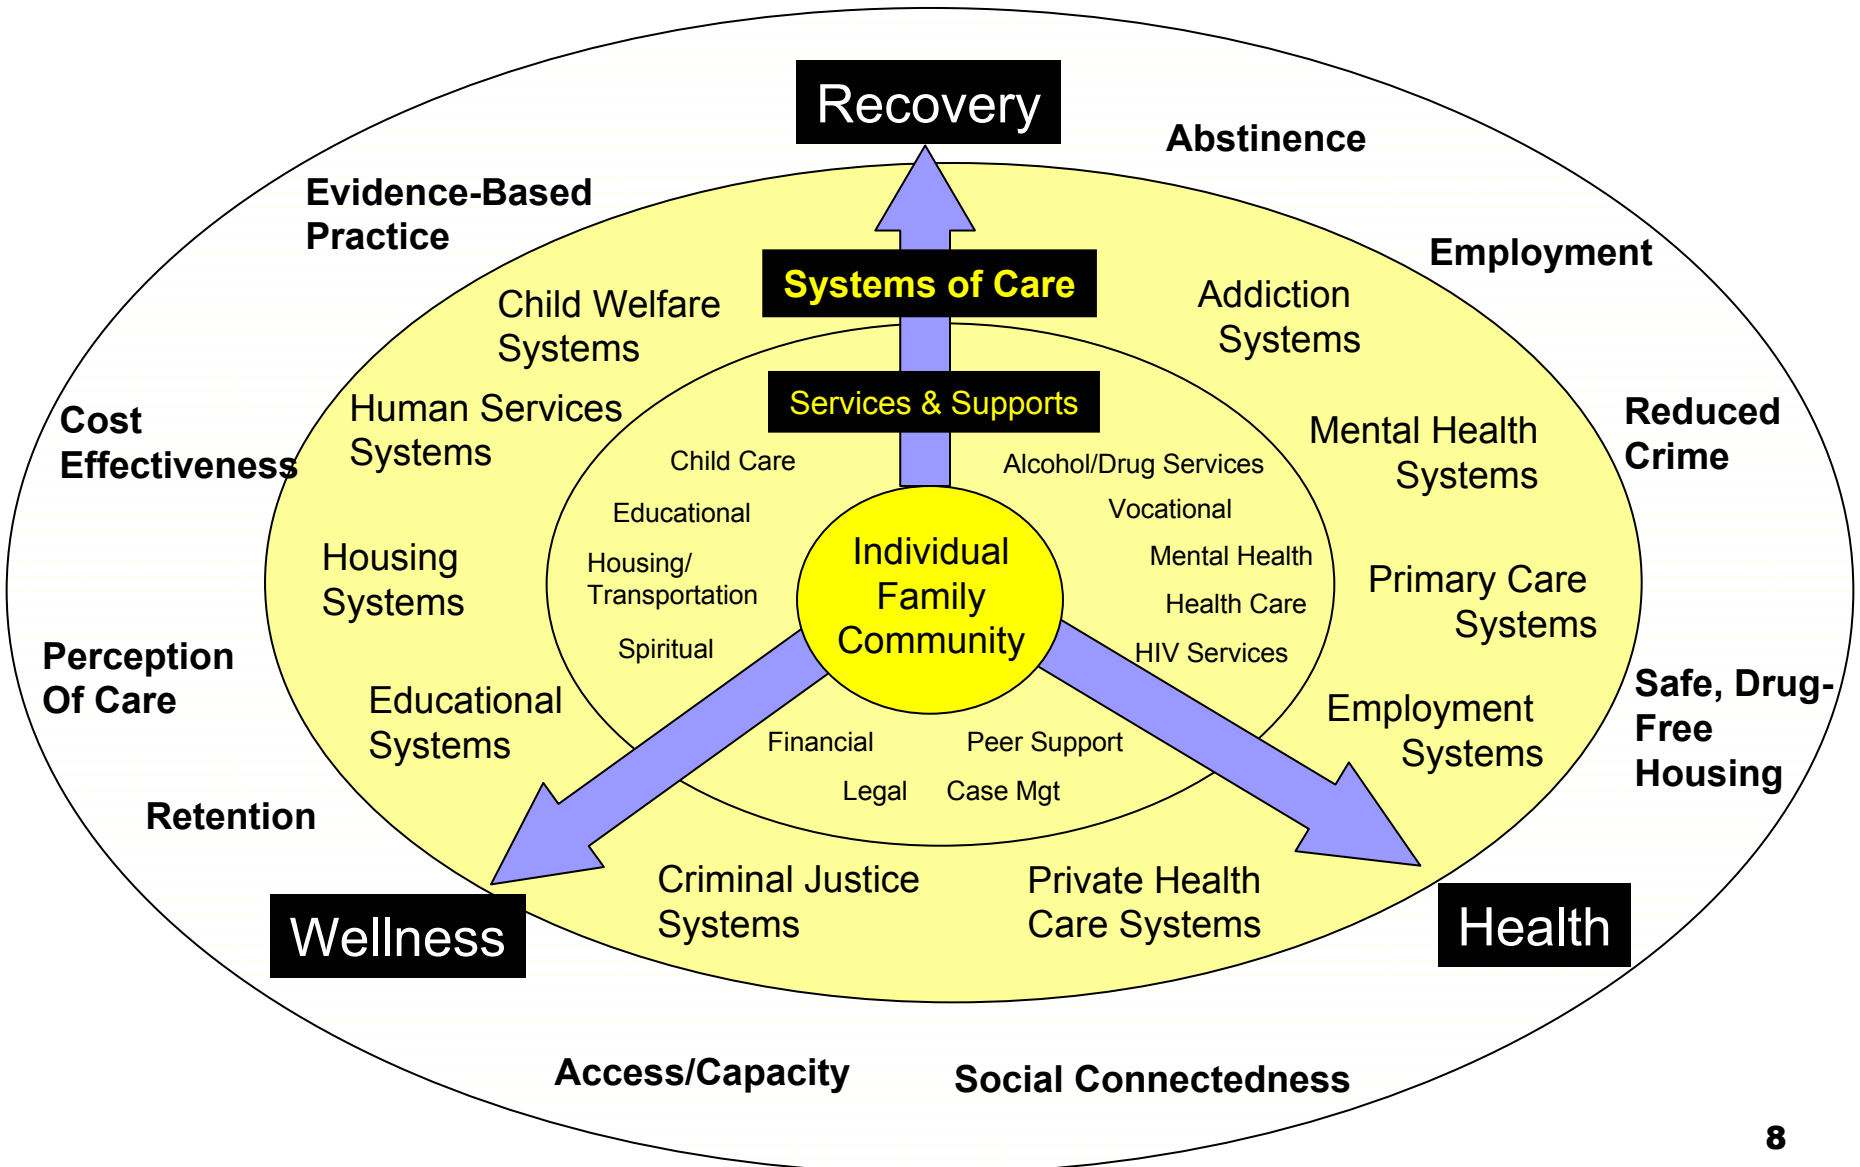 Recovery
Abstinence
Evidence-Based
Practice
Employment
Systems of Care
Child Welfare
Systems
Addiction
Systems
Human Services
Systems
Services & Supports
Cost
Effectiveness
Reduced
Crime
Mental Health
Systems
Child Care
Alcohol/Drug Services
Educational
Vocational
Housing/
Transportation
Mental Health
Health Care
Spiritual
HIV Services
Individual
Family
Community
Housing
Systems
Primary Care
Systems
Perception
Of Care
Safe, Drug-
Free
Housing
Educational
Systems
Employment
Systems
Financial
Peer Support
Legal
Case Mgt
Retention
Criminal Justice
Systems
Private Health
Care Systems
Wellness
Health
Access/Capacity
Social Connectedness
8